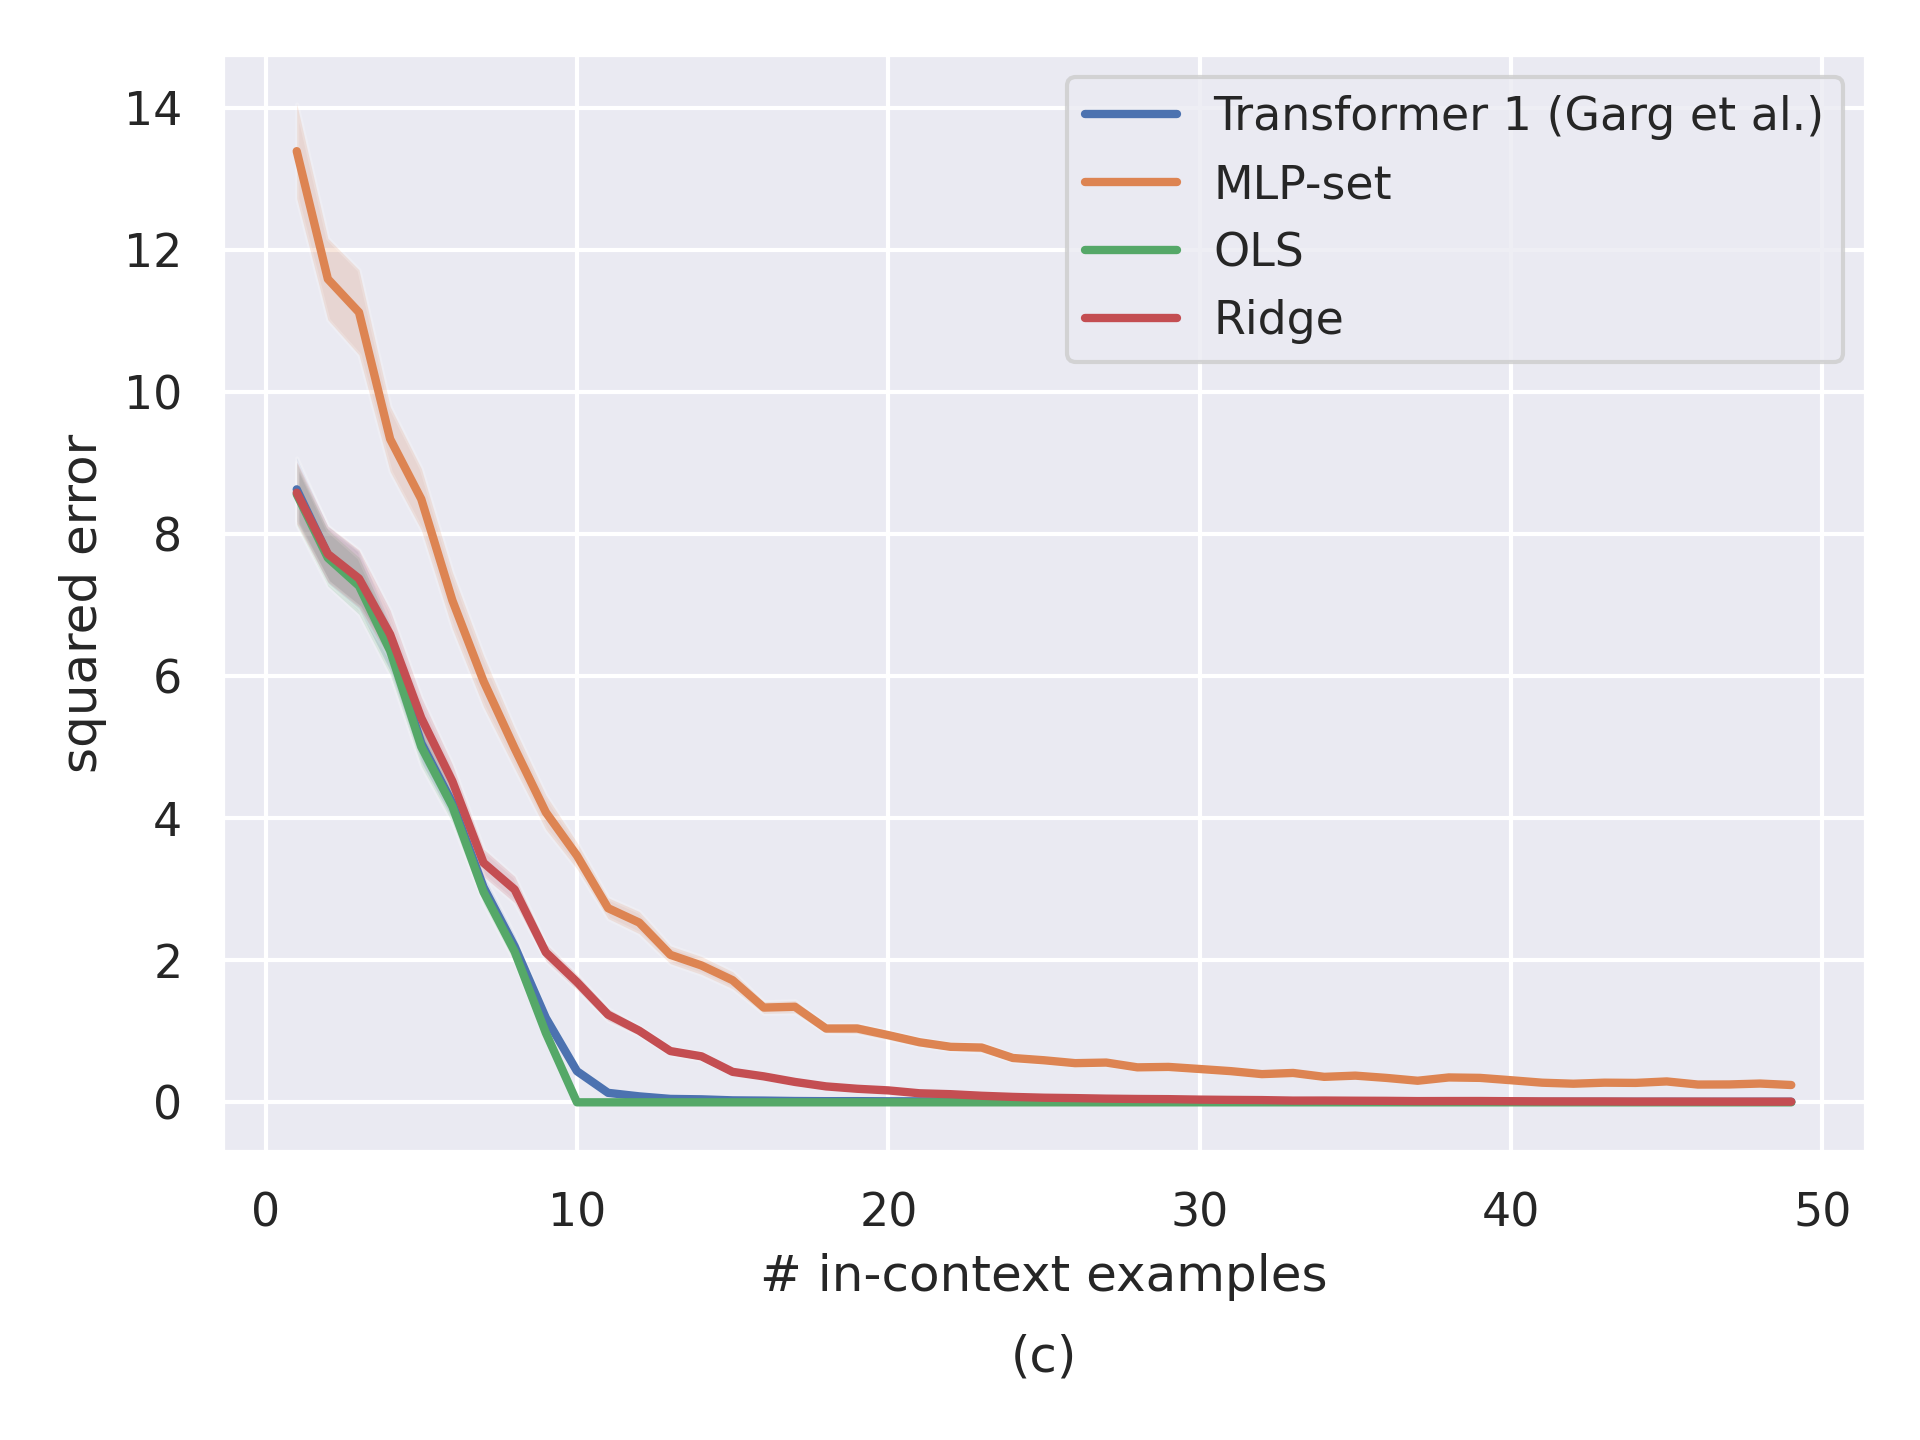 14
12
10
8
6
4
2
0
squared error
Transformer 1 (Garg et al.)
MLP-set
OLS
Ridge
0 10 20 30 40 50
# in-context examples
(c)